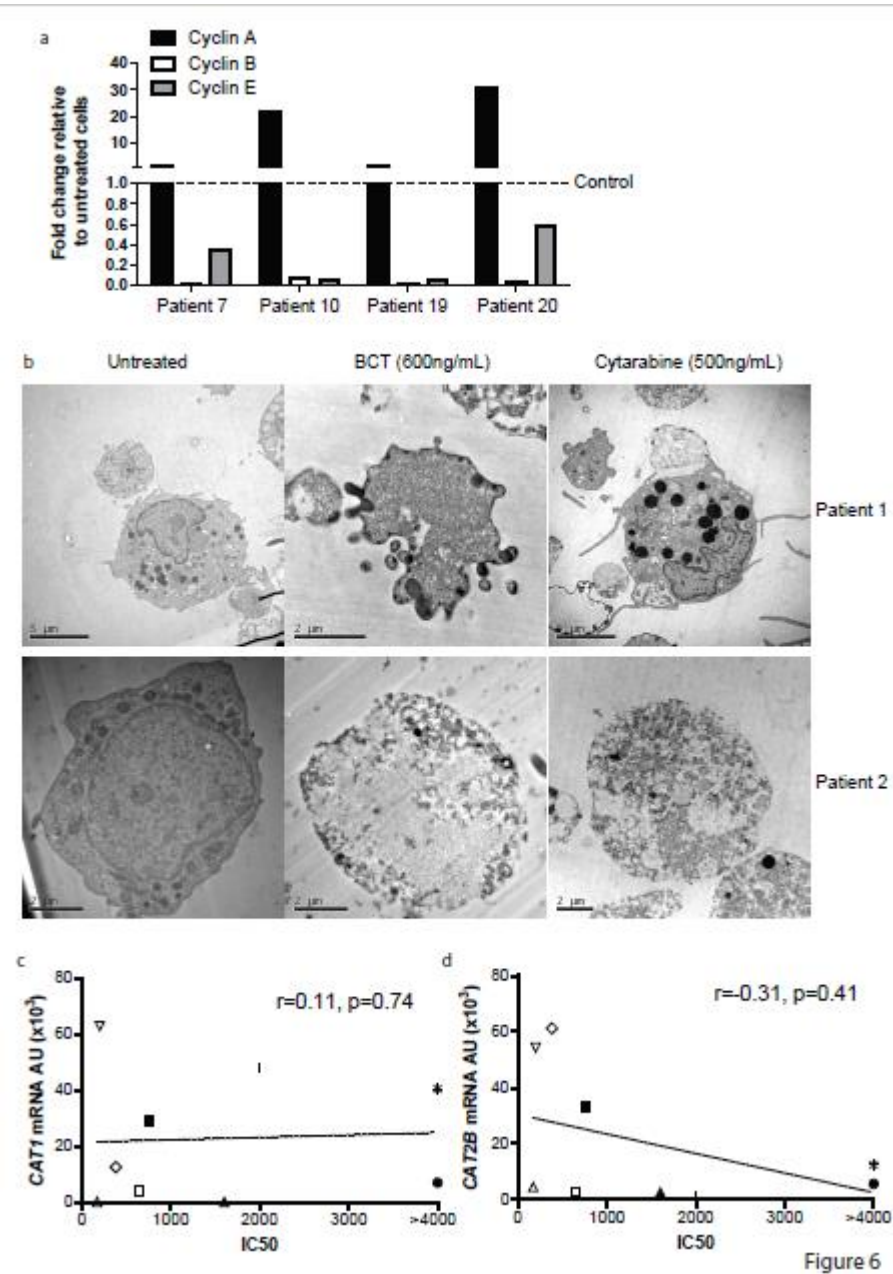 a
Cyclin A
Cyclin B
Cyclin E
Fold change relative
to untreated cells
40
30
20
10
1.0
0.8
0.6
0.4
0.2
0.0
Control
Patient 7 Patient 10 Patient 19 Patient 20
b Untreated BCT (600ng/mL) Cytarabine (500ng/mL)
Patient 1
5 µm 2 µm µm
Patient 2
2 µm 2 µm 2 µm
c
CAT1 mRNA AU (x10³)
80
60
40
20
0
r=0.11, p=0.74
0 1000 2000 3000 >4000
IC50
d
CAT2B mRNA AU (x10³)
80
60
40
20
0
r=-0.31, p=0.41
0 1000 2000 3000 >4000
IC50
Figure 6